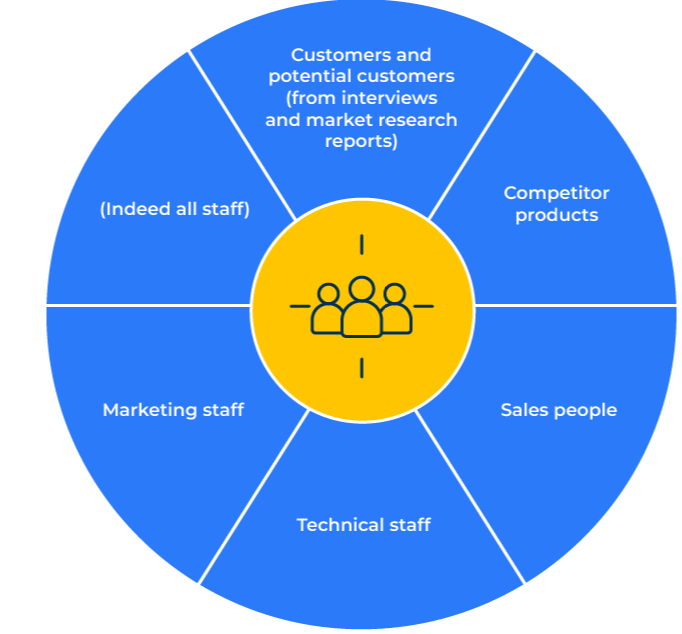 Customers and
potential customers
(from interviews
and market research
reports)
Competitor
products
Sales people
Technical staff
Marketing staff
(Indeed all staff)